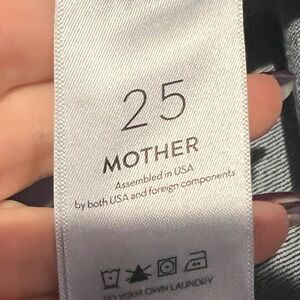 25
MOTHER
Assembled in USA
by both USA and foreign components
DO YOUR OWN LAUNDRY